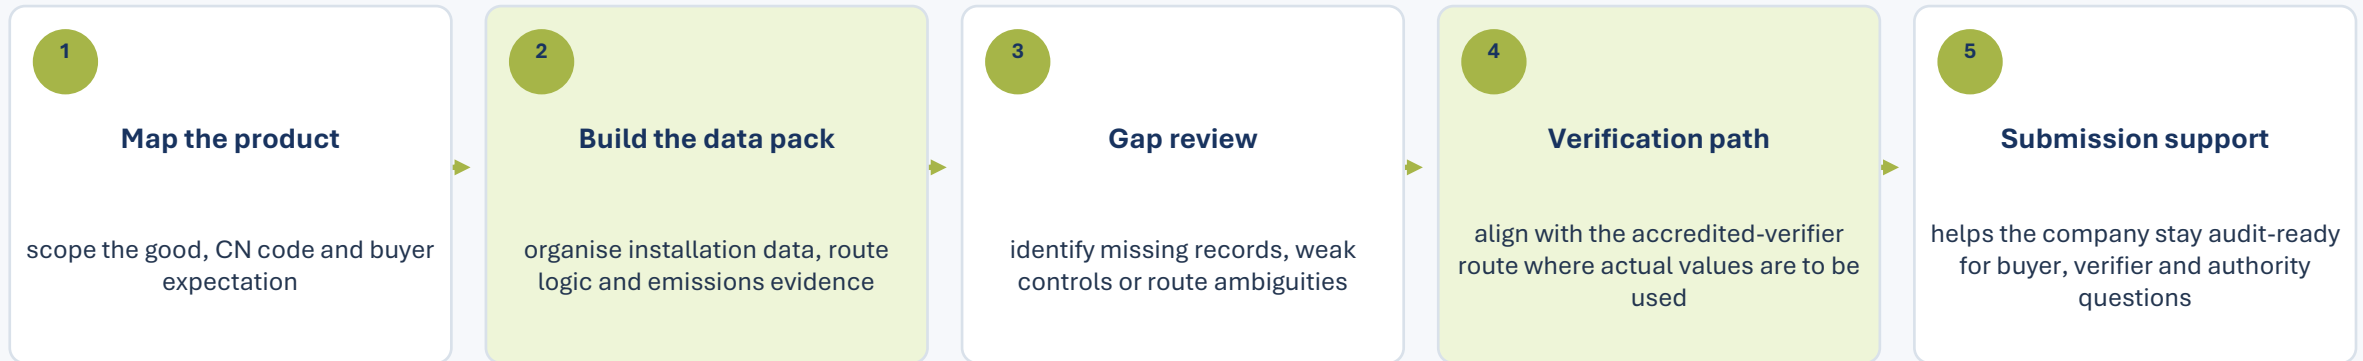 1
Map the product
scope the good, CN code and buyer
expectation
2
Build the data pack
organise installation data, route
logic and emissions evidence
3
Gap review
identify missing records, weak
controls or route ambiguities
4
Verification path
align with the accredited-verifier
route where actual values are to be
used
5
Submission support
helps the company stay audit-ready
for buyer, verifier and authority
questions